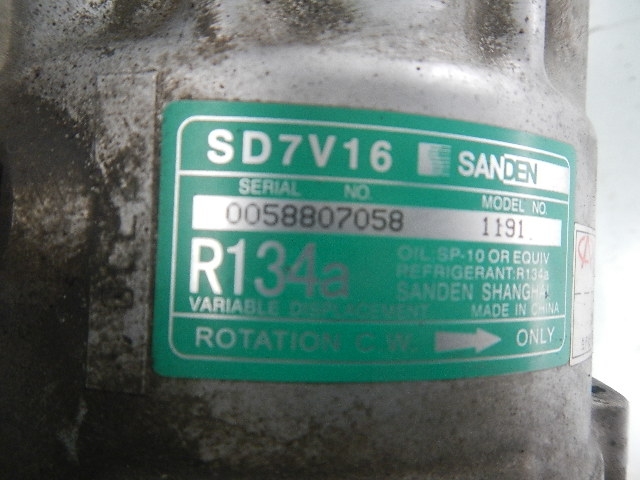 SD7V16 SANDEN
SERIAL NO. MODEL NO.
0058807058 1191
R134a
OIL: SP-10 OR EQUIV
REFRIGERANT: R134a
SANDEN SHANGHAI
VARIABLE DISPLACEMENT MADE IN CHINA
ROTATION C.W. ONLY